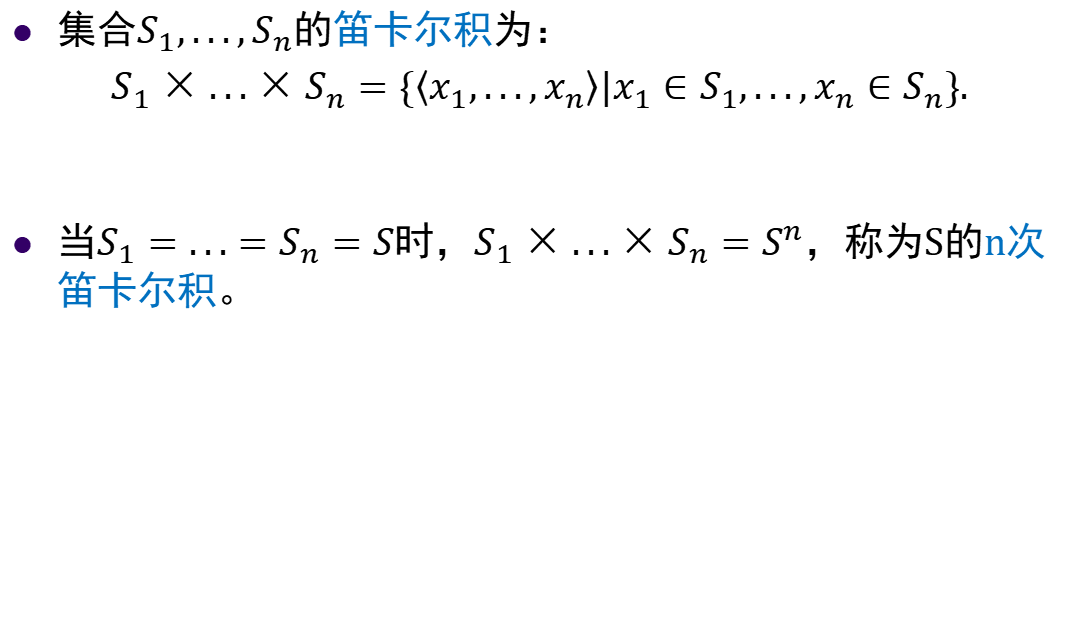 ● 集合S₁,…,Sₙ的笛卡尔积为：
S₁ × … × Sₙ = {⟨x₁,…,xₙ⟩|x₁ ∈ S₁,…,xₙ ∈ Sₙ}.
● 当S₁ = … = Sₙ = S时，S₁ × … × Sₙ = Sⁿ，称为S的n次
笛卡尔积。